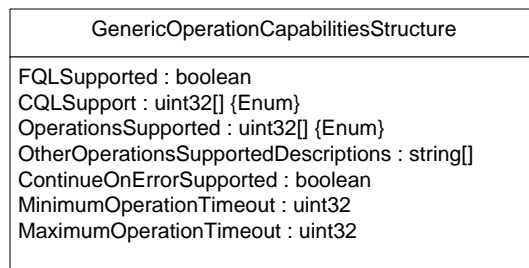 GenericOperationCapabilitiesStructure
FQLSupported : boolean
CQLSupport : uint32[] {Enum}
OperationsSupported : uint32[] {Enum}
OtherOperationsSupportedDescriptions : string[]
ContinueOnErrorSupported : boolean
MinimumOperationTimeout : uint32
MaximumOperationTimeout : uint32